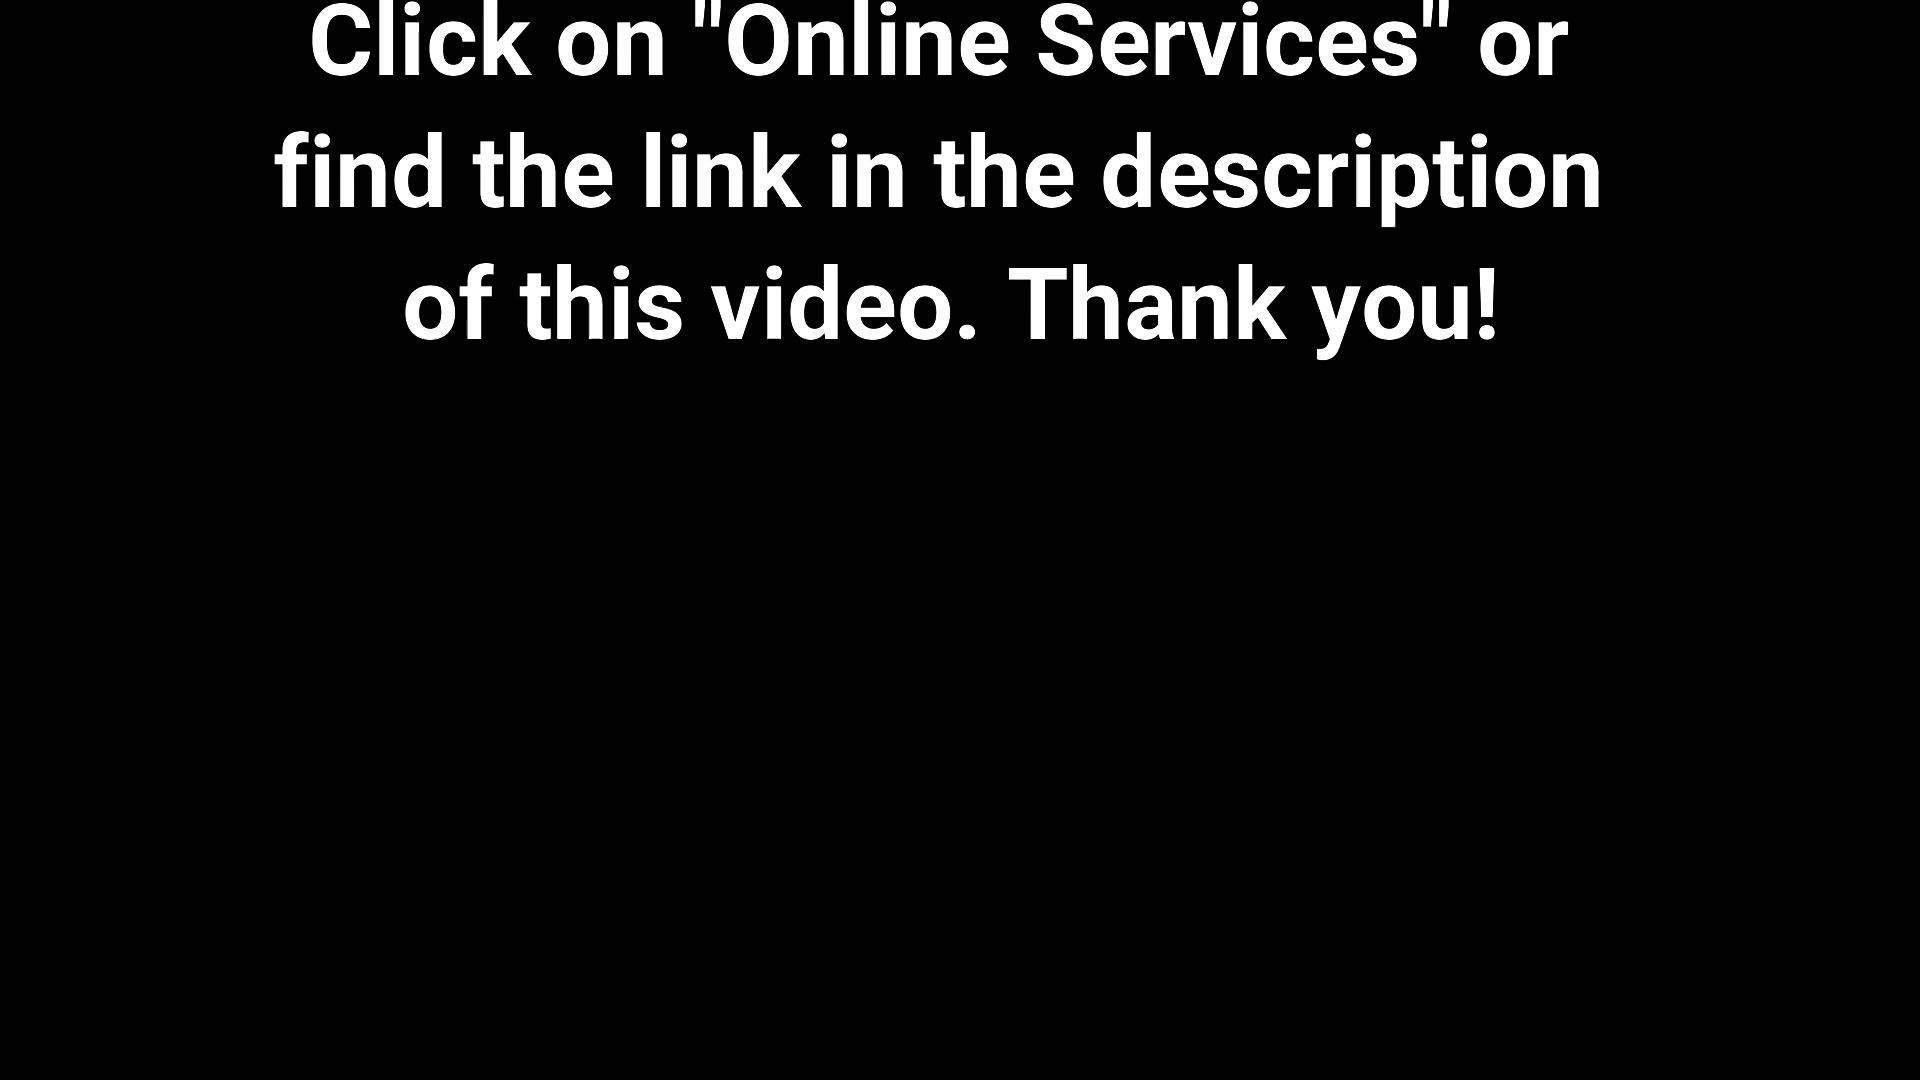 Click on "Online Services" or
find the link in the description
of this video. Thank you!